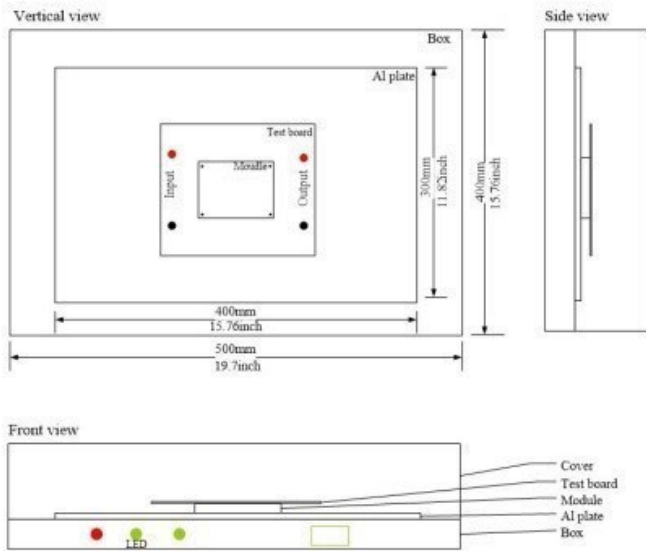 Vertical view
Side view
Box
Al plate
Test board
Moudle
Input
Output
300mm
11.82inch
400mm
15.76inch
400mm
15.76inch
500mm
19.7inch
Front view
Cover
Test board
Module
Al plate
Box
LED